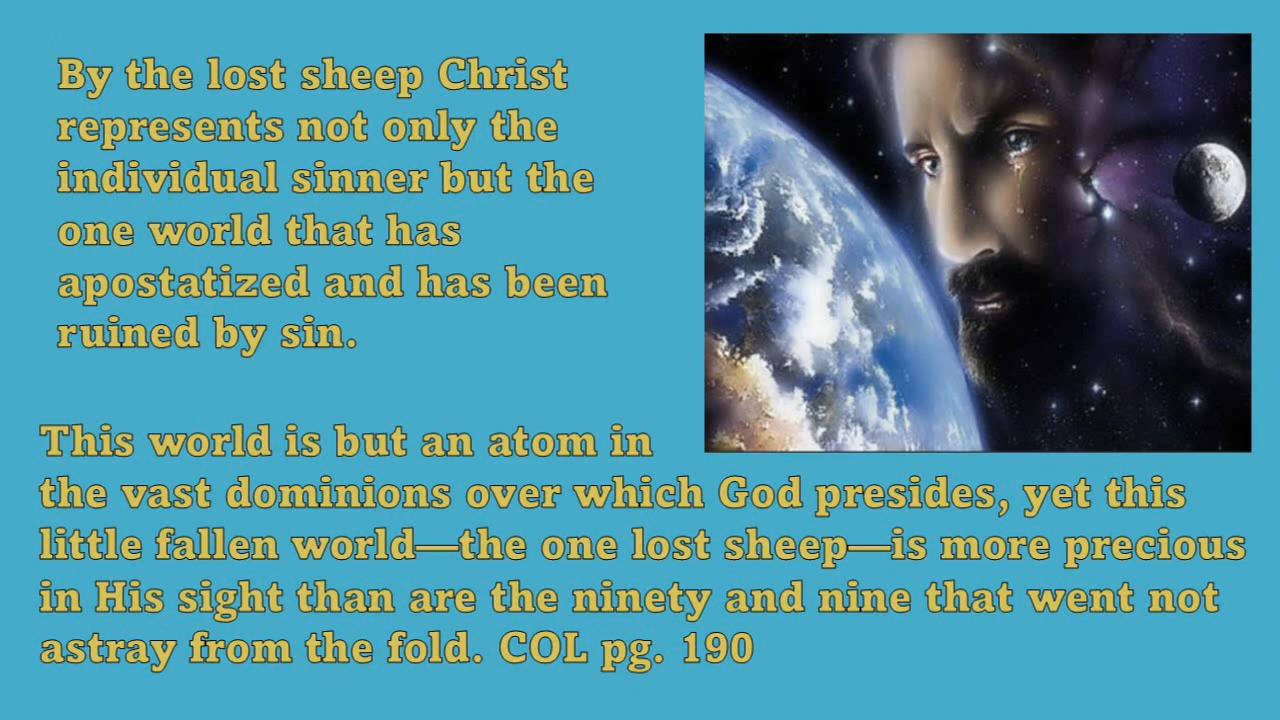 By the lost sheep Christ
represents not only the
individual sinner but the
one world that has
apostatized and has been
ruined by sin.
This world is but an atom in
the vast dominions over which God presides, yet this
little fallen world—the one lost sheep—is more precious
in His sight than are the ninety and nine that went not
astray from the fold. COL pg. 190